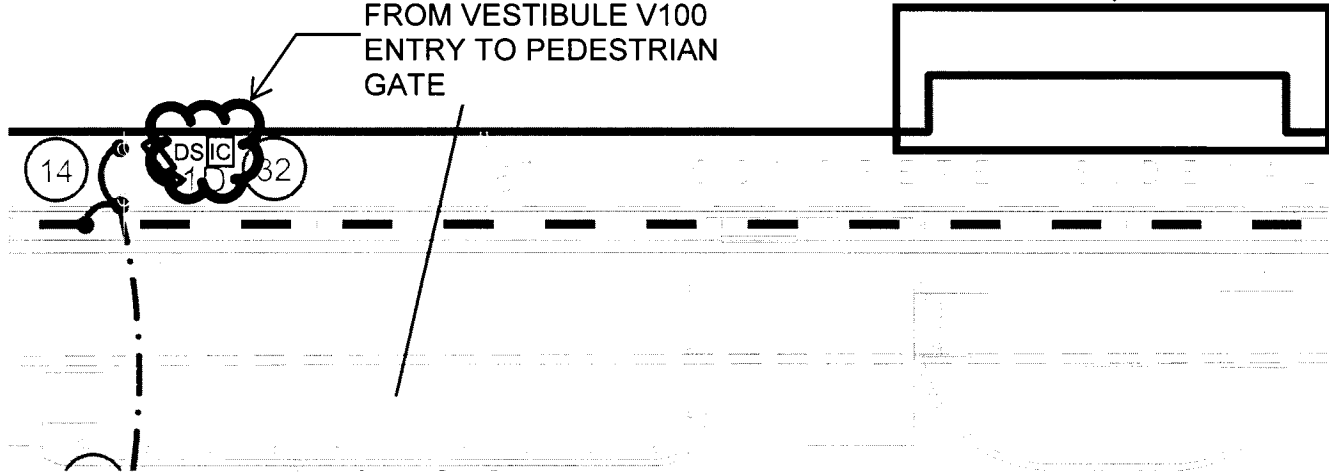 FROM VESTIBULE V100
ENTRY TO PEDESTRIAN
GATE
14
DS IC
32